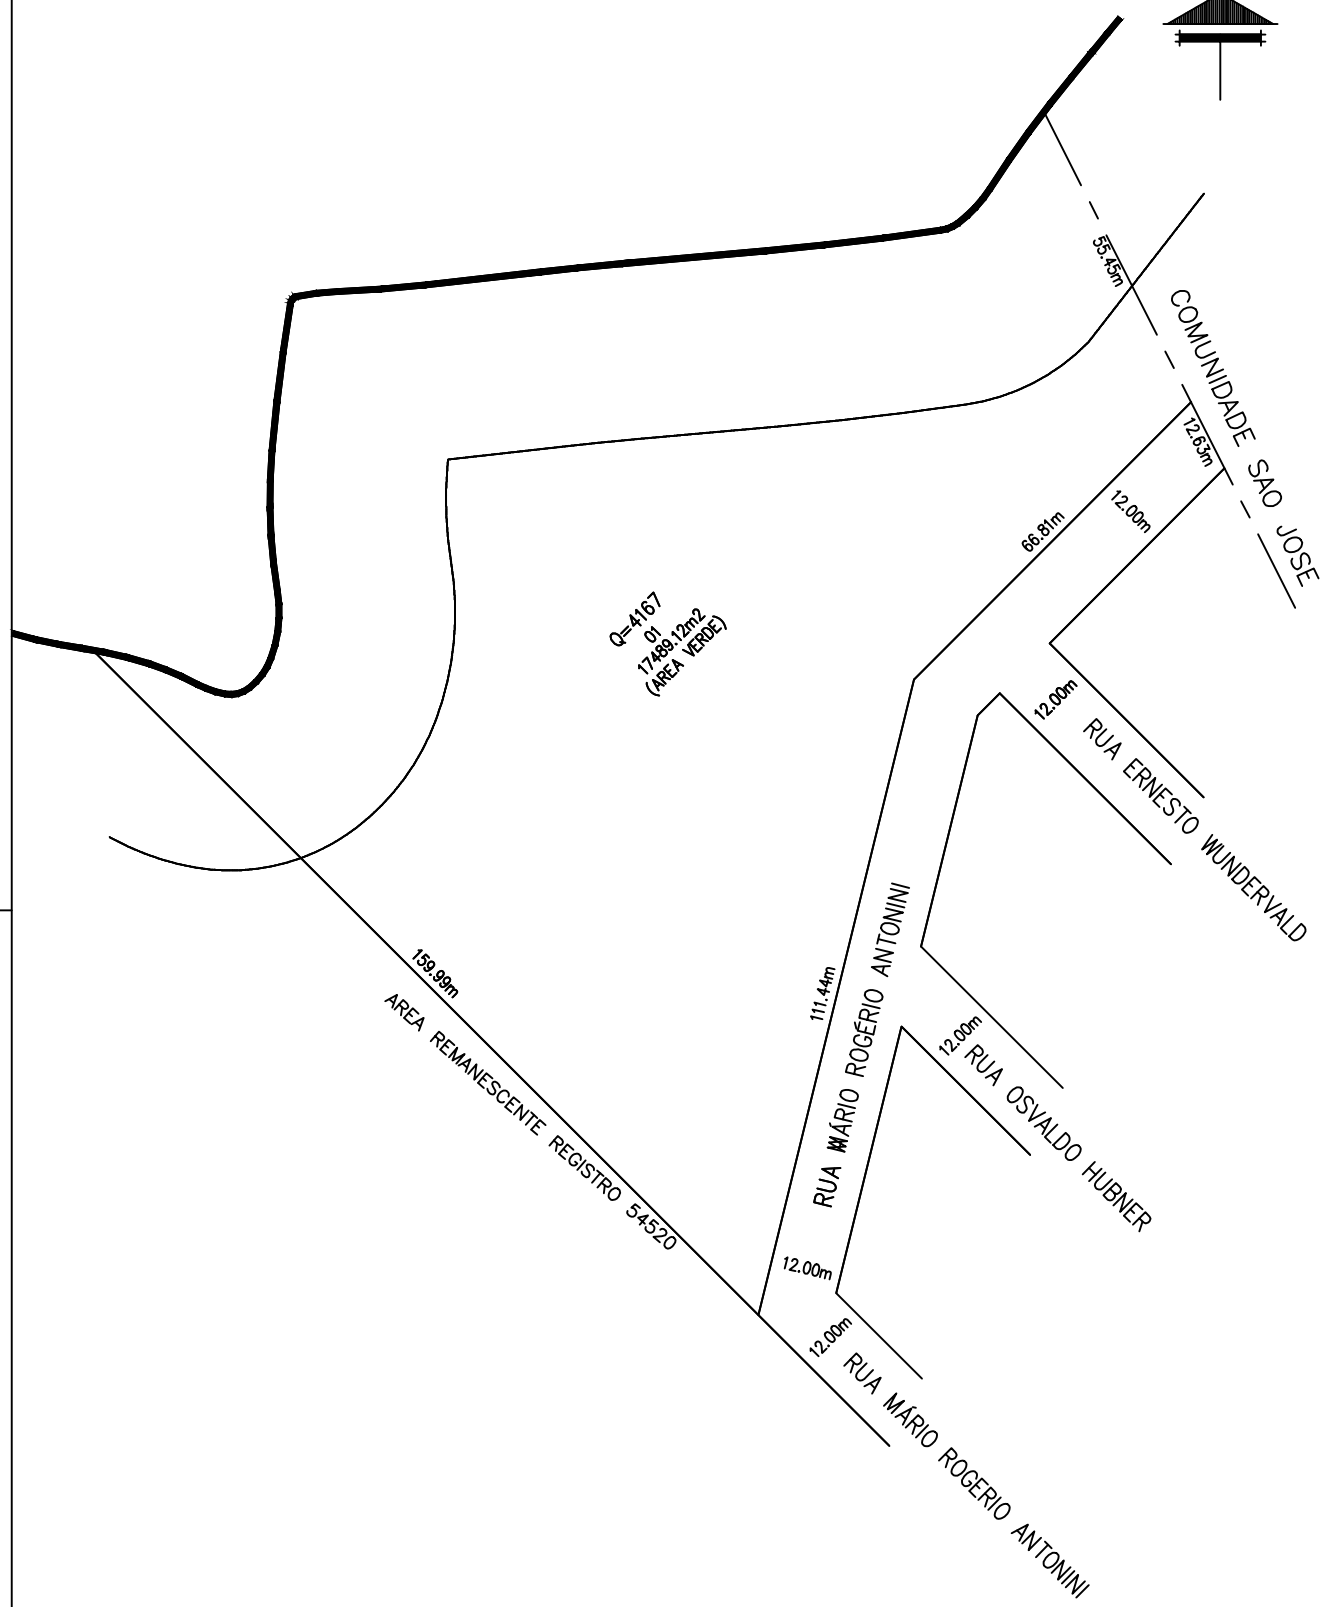 55.45m
COMUNIDADE SAO JOSE
12.63m
12.00m
66.81m
Q=4167
01
17489.12m2
(AREA VERDE)
12.00m
RUA ERNESTO WUNDERVALD
111.44m
RUA MÁRIO ROGÉRIO ANTONINI
159.99m
AREA REMANESCENTE REGISTRO 54520
12.00m
RUA OSVALDO HUBNER
12.00m
12.00m
RUA MÁRIO ROGERIO ANTONINI